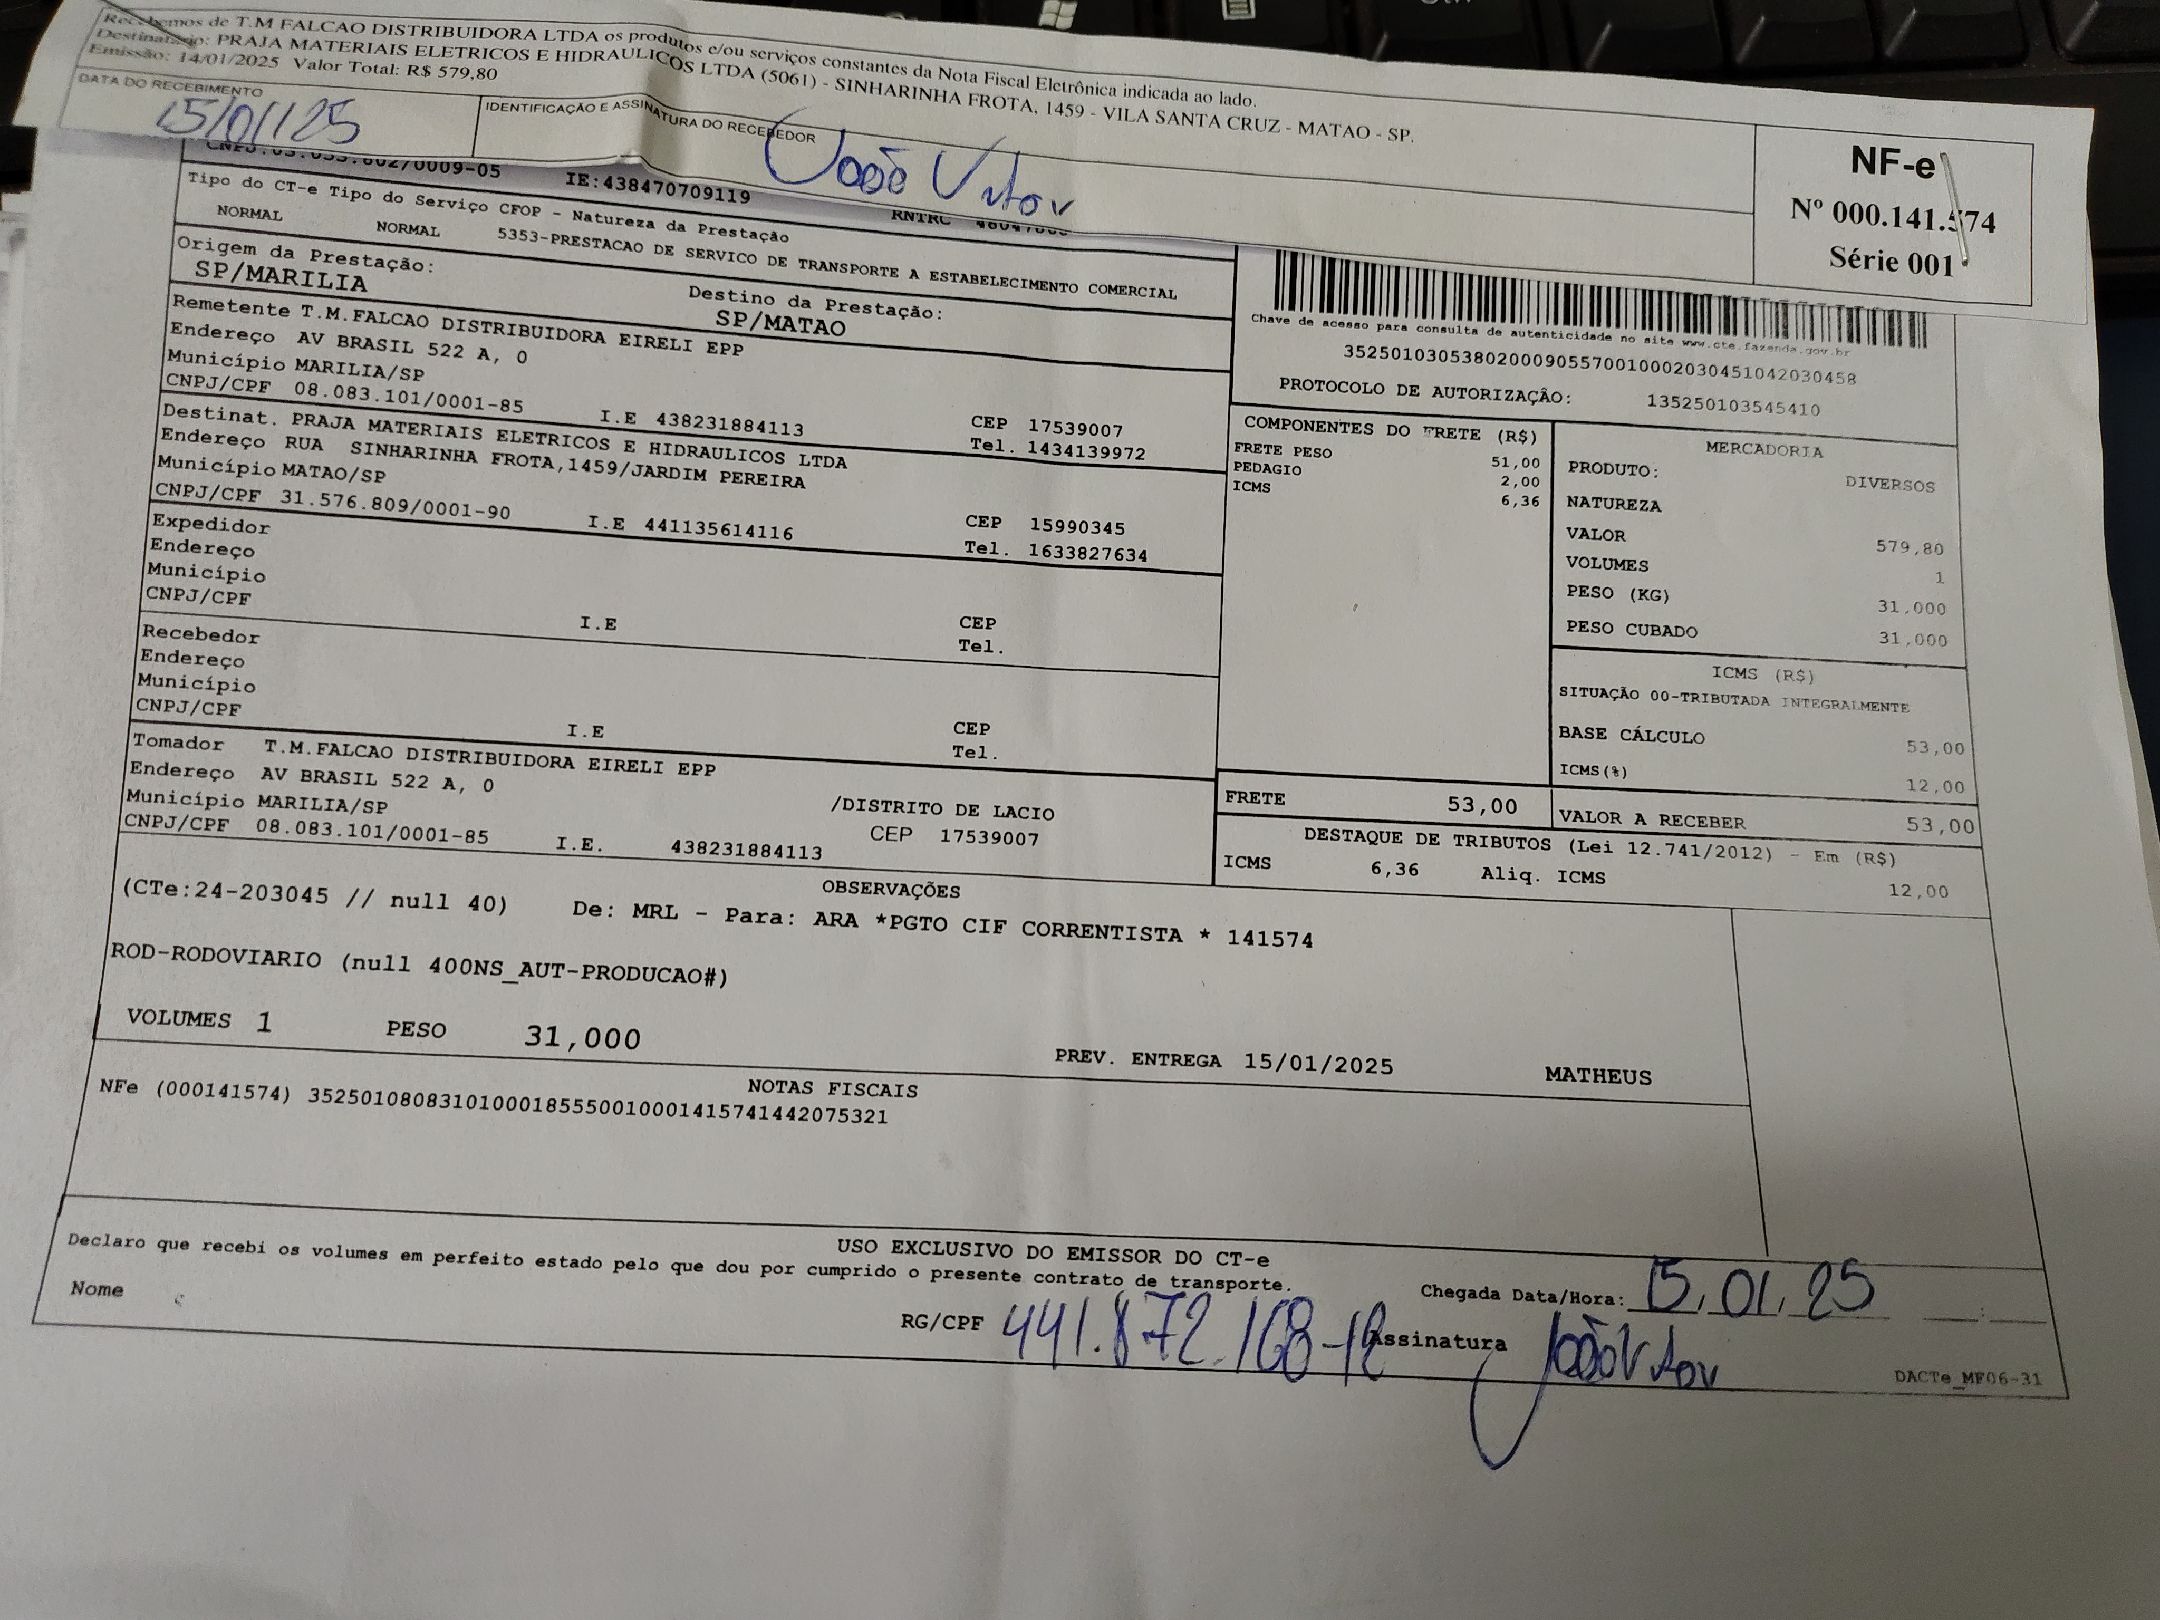 Recebemos de T.M FALCAO DISTRIBUIDORA LTDA os produtos e/ou serviços constantes da Nota Fiscal Eletrônica indicada ao lado.
Destinatário: PRAJA MATERIAIS ELETRICOS E HIDRAULICOS LTDA (5061) - SINHARINHA FROTA, 1459 - VILA SANTA CRUZ - MATAO - SP.
Emissão: 14/01/2025 Valor Total: R$ 579,80
DATA DO RECEBIMENTO
15/01/25
IDENTIFICAÇÃO E ASSINATURA DO RECEBEDOR
João Vitor
NF-e
Nº 000.141.574
Série 001
/0009-05 IE:438470709119 RNTRC
Tipo do CT-e Tipo do Serviço CFOP - Natureza da Prestação
NORMAL NORMAL 5353-PRESTACAO DE SERVICO DE TRANSPORTE A ESTABELECIMENTO COMERCIAL
Origem da Prestação: Destino da Prestação:
SP/MARILIA SP/MATAO
Remetente T.M.FALCAO DISTRIBUIDORA EIRELI EPP
Endereço AV BRASIL 522 A, 0
Município MARILIA/SP CEP 17539007
CNPJ/CPF 08.083.101/0001-85 I.E 438231884113 Tel. 1434139972
Destinat. PRAJA MATERIAIS ELETRICOS E HIDRAULICOS LTDA
Endereço RUA SINHARINHA FROTA,1459/JARDIM PEREIRA
Município MATAO/SP CEP 15990345
CNPJ/CPF 31.576.809/0001-90 I.E 441135614116 Tel. 1633827634
Expedidor
Endereço
Município CEP
CNPJ/CPF I.E Tel.
Recebedor
Endereço
Município CEP
CNPJ/CPF I.E Tel.
Tomador T.M.FALCAO DISTRIBUIDORA EIRELI EPP
Endereço AV BRASIL 522 A, 0 /DISTRITO DE LACIO
Município MARILIA/SP CEP 17539007
CNPJ/CPF 08.083.101/0001-85 I.E. 438231884113
Chave de acesso para consulta de autenticidade no site www.cte.fazenda.gov.br
35250103053802000905570010002030451042030458
PROTOCOLO DE AUTORIZAÇÃO: 135250103545410
COMPONENTES DO FRETE (R$)
FRETE PESO 51,00
PEDAGIO 2,00
ICMS 6,36
MERCADORIA
PRODUTO: DIVERSOS
NATUREZA
VALOR 579,80
VOLUMES 1
PESO (KG) 31,000
PESO CUBADO 31,000
ICMS (R$)
SITUAÇÃO 00-TRIBUTADA INTEGRALMENTE
BASE CÁLCULO 53,00
ICMS(%) 12,00
FRETE 53,00 VALOR A RECEBER 53,00
DESTAQUE DE TRIBUTOS (Lei 12.741/2012) - Em (R$)
ICMS 6,36 Aliq. ICMS 12,00
OBSERVAÇÕES
(CTe:24-203045 // null 40) De: MRL - Para: ARA *PGTO CIF CORRENTISTA * 141574
ROD-RODOVIARIO (null 400NS_AUT-PRODUCAO#)
VOLUMES 1 PESO 31,000 PREV. ENTREGA 15/01/2025 MATHEUS
NOTAS FISCAIS
NFe (000141574) 35250108083101000185550010001415741442075321
USO EXCLUSIVO DO EMISSOR DO CT-e
Declaro que recebi os volumes em perfeito estado pelo que dou por cumprido o presente contrato de transporte.
Chegada Data/Hora: 15.01.25
Nome RG/CPF 441.872.168-12 Assinatura João Vitor
DACTe_MF06-31